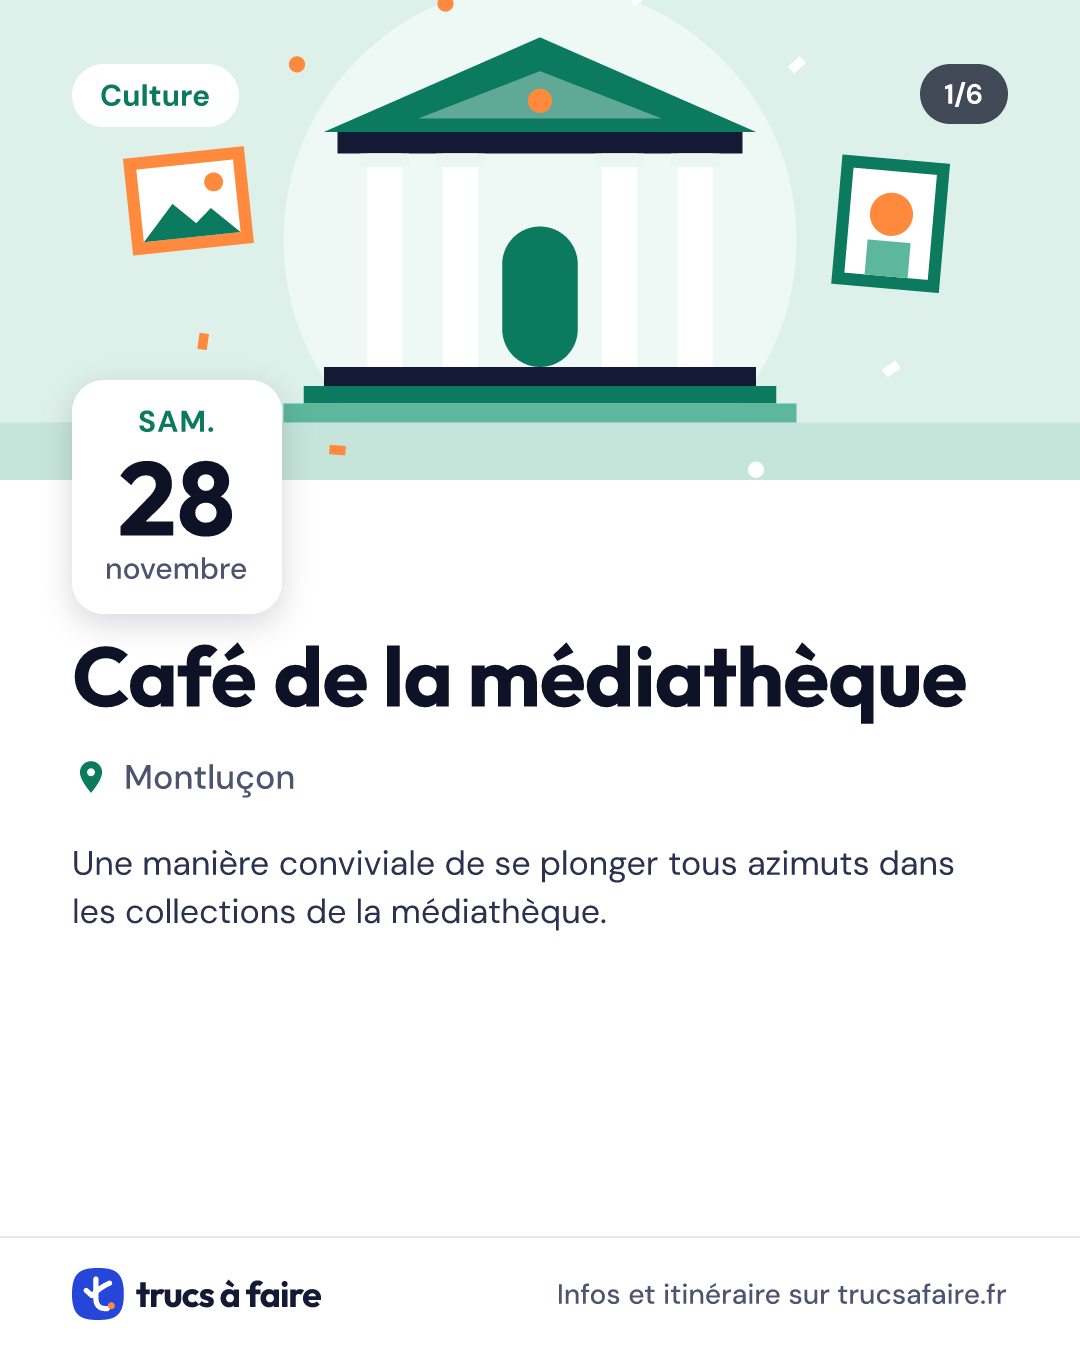 Culture
1/6
SAM.
28
novembre
Café de la médiathèque
Montluçon
Une manière conviviale de se plonger tous azimuts dans
les collections de la médiathèque.
trucs à faire
Infos et itinéraire sur trucsafaire.fr